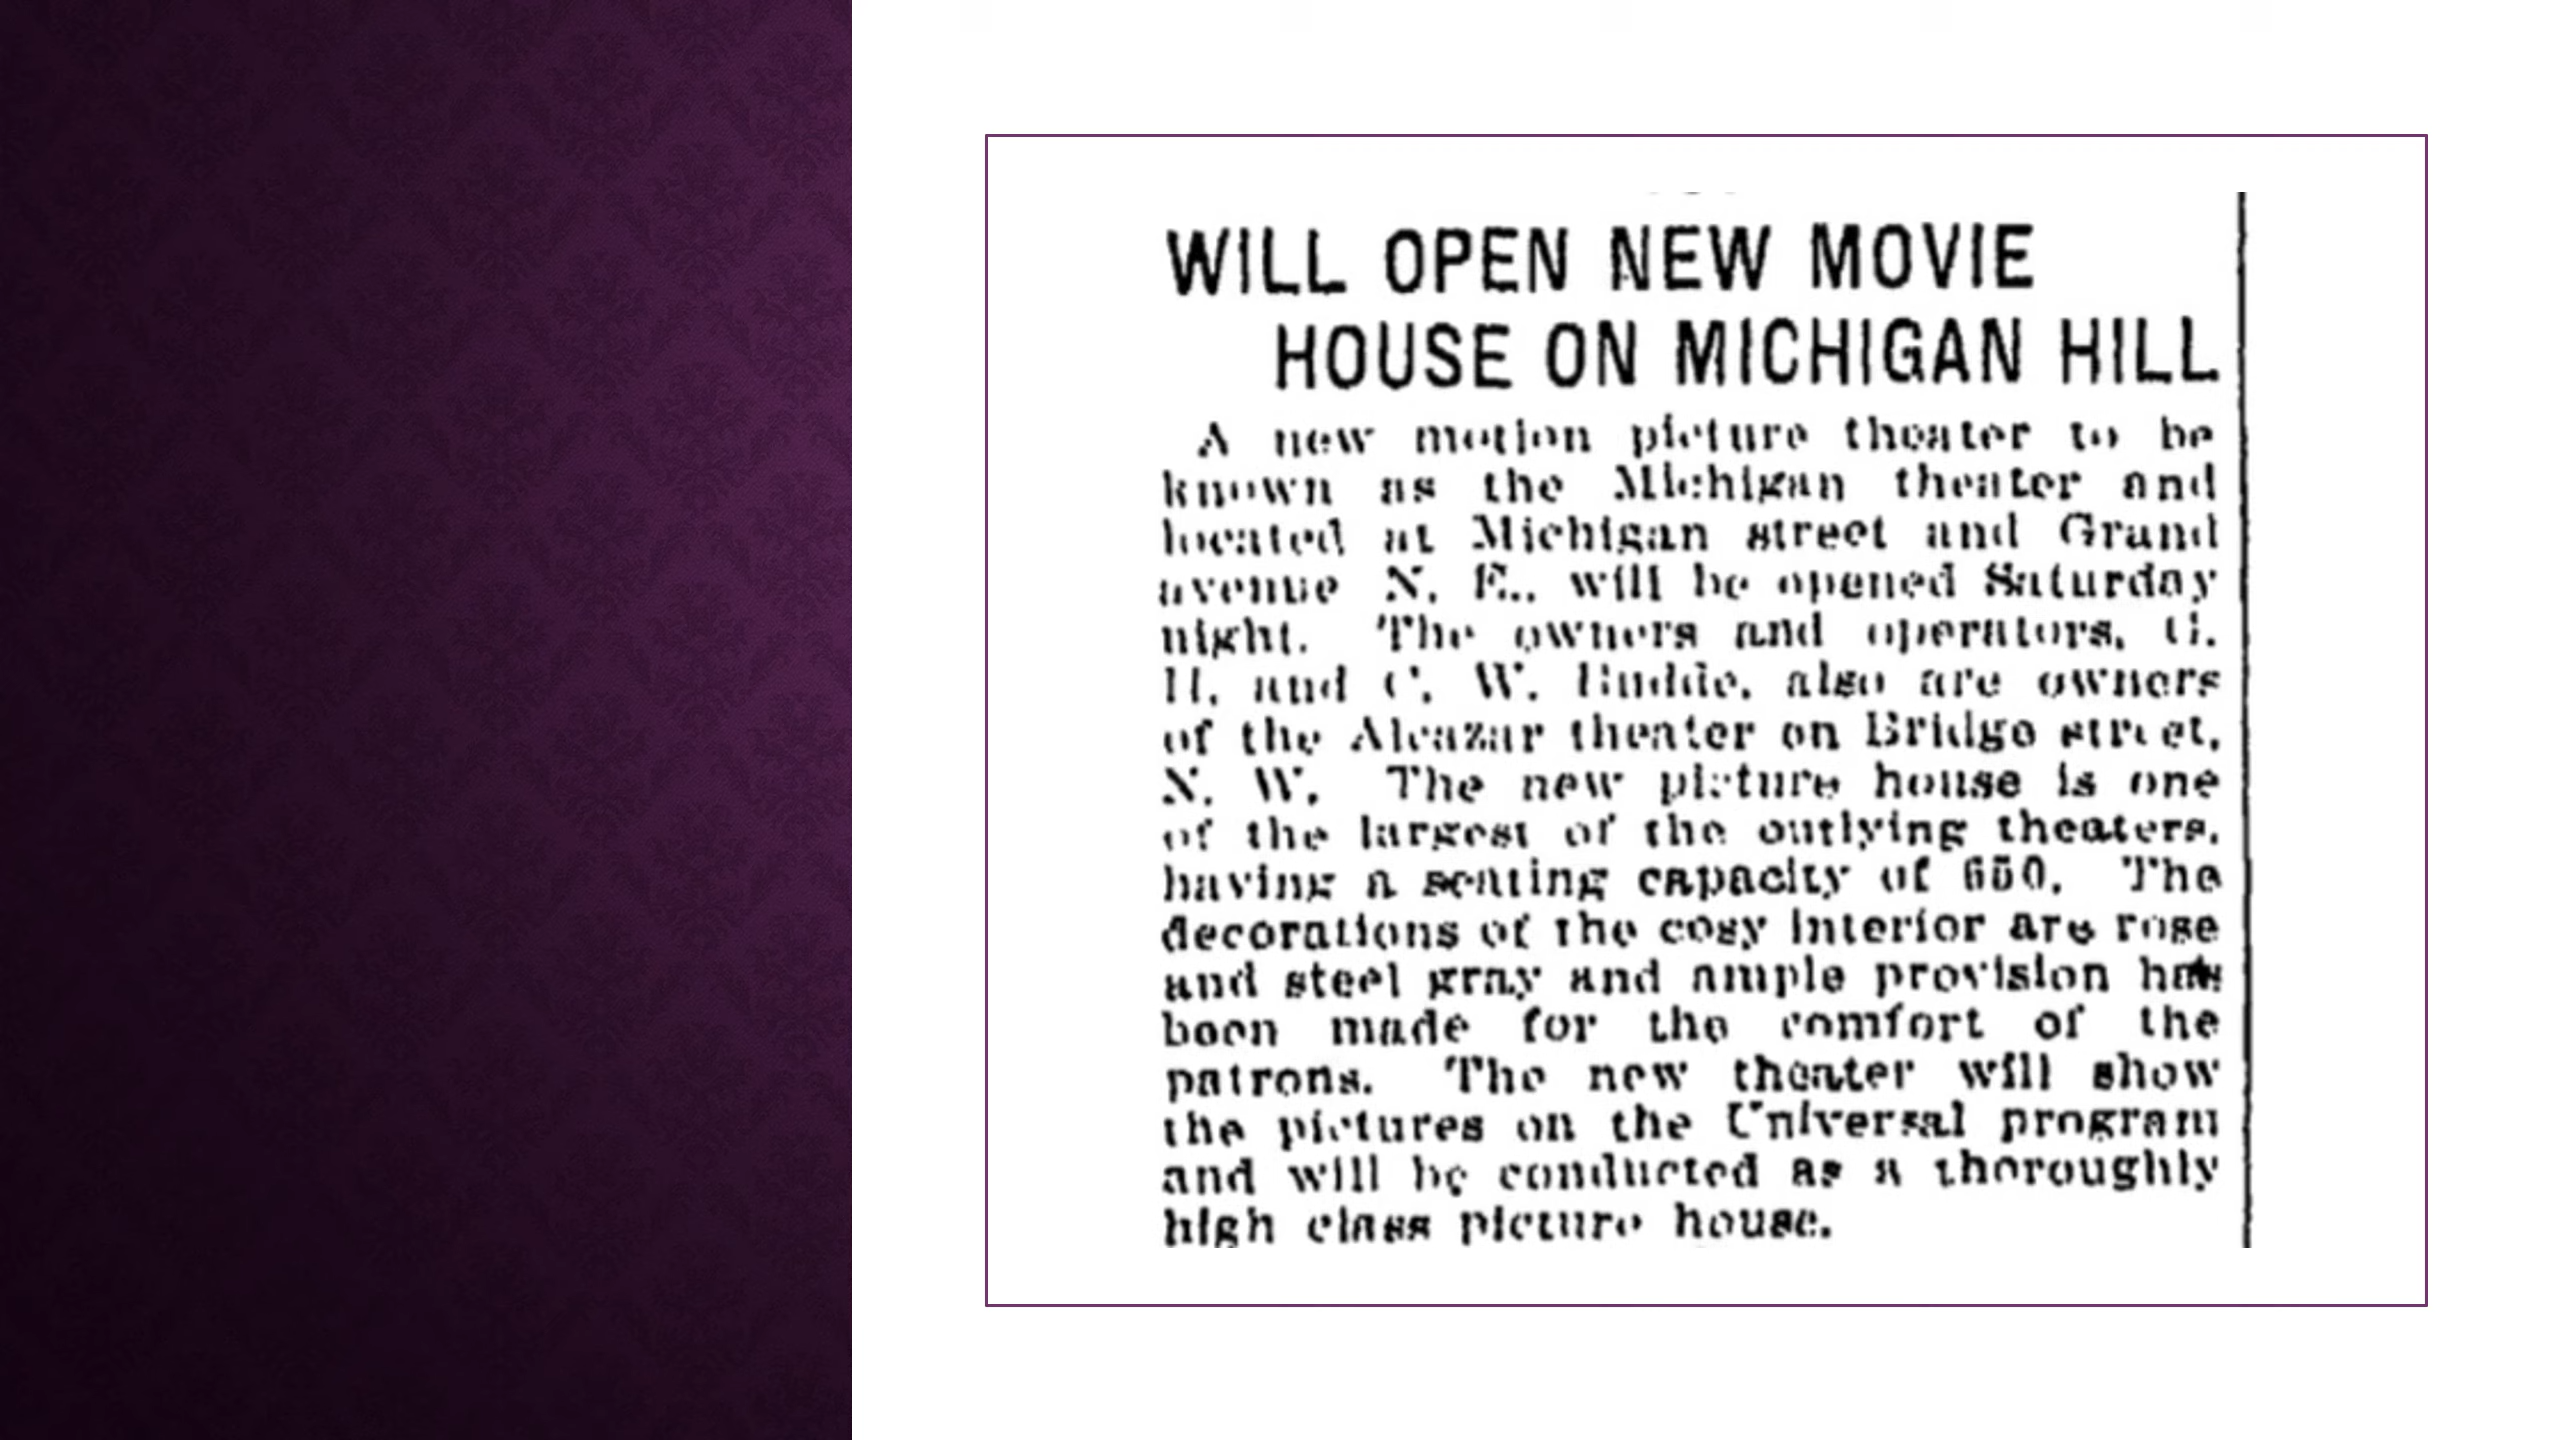 WILL OPEN NEW MOVIE
HOUSE ON MICHIGAN HILL
A new motion picture theater to be
known as the Michigan theater and
located at Michigan street and Grand
avenue N. E., will be opened Saturday
night. The owners and operators, G.
H. and C. W. Budde, also are owners
of the Alcazar theater on Bridge street,
N. W. The new picture house is one
of the largest of the outlying theaters,
having a seating capacity of 650. The
decorations of the cosy interior are rose
and steel gray and ample provision has
been made for the comfort of the
patrons. The new theater will show
the pictures on the Universal program
and will be conducted as a thoroughly
high class picture house.